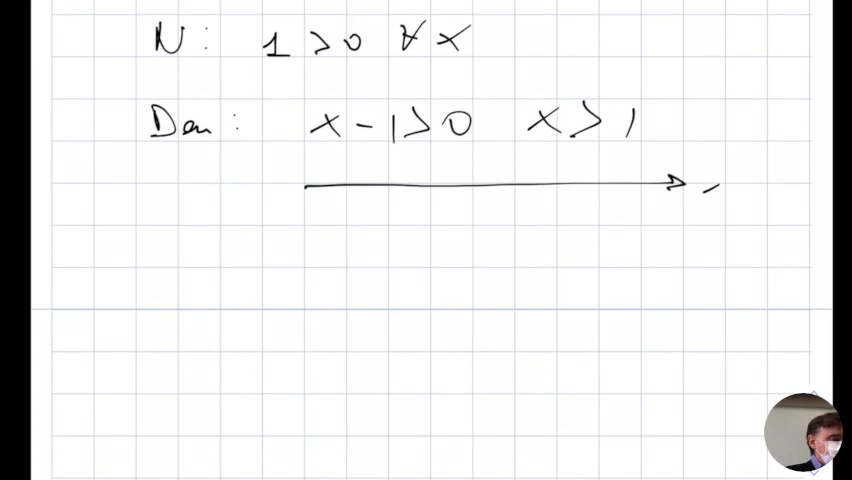 N: 1 > 0 ∀ x
Den: x - 1 > 0 x > 1